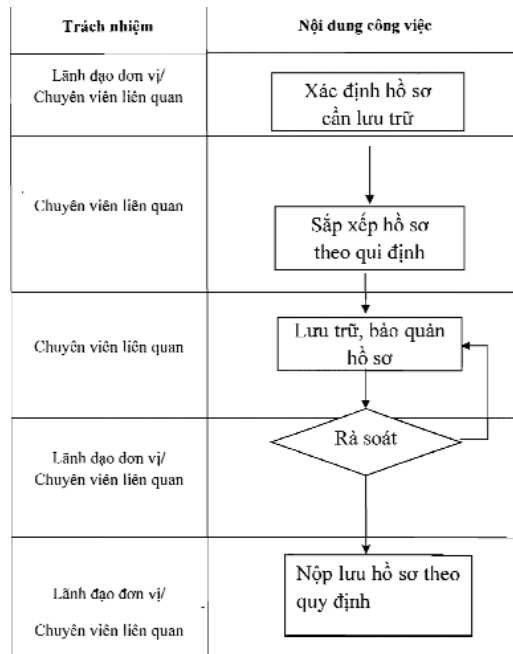 Trách nhiệm
Nội dung công việc
Lãnh đạo đơn vị/
Chuyên viên liên quan
Xác định hồ sơ
cần lưu trữ
Chuyên viên liên quan
Sắp xếp hồ sơ
theo qui định
Chuyên viên liên quan
Lưu trữ, bảo quản
hồ sơ
Rà soát
Lãnh đạo đơn vị/
Chuyên viên liên quan
Nộp lưu hồ sơ theo
quy định
Lãnh đạo đơn vị/
Chuyên viên liên quan